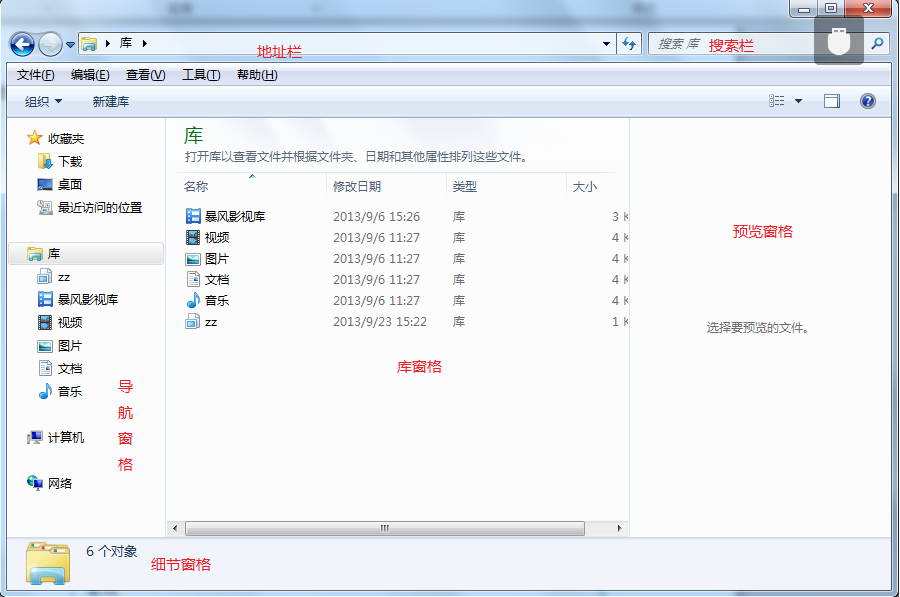 库
地址栏
搜索 库 搜索栏
文件(F) 编辑(E) 查看(V) 工具(T) 帮助(H)
组织 新建库
收藏夹
下载
桌面
最近访问的位置
库
zz
暴风影视库
视频
图片
文档
音乐
计算机
网络
导
航
窗
格
库
打开库以查看文件并根据文件夹、日期和其他属性排列这些文件。
名称 修改日期 类型 大小
暴风影视库 2013/9/6 15:26 库 3 K
视频 2013/9/6 11:27 库 4 K
图片 2013/9/6 11:27 库 4 K
文档 2013/9/6 11:27 库 4 K
音乐 2013/9/6 11:27 库 4 K
zz 2013/9/23 15:22 库 1 K
库窗格
预览窗格
选择要预览的文件。
6 个对象
细节窗格